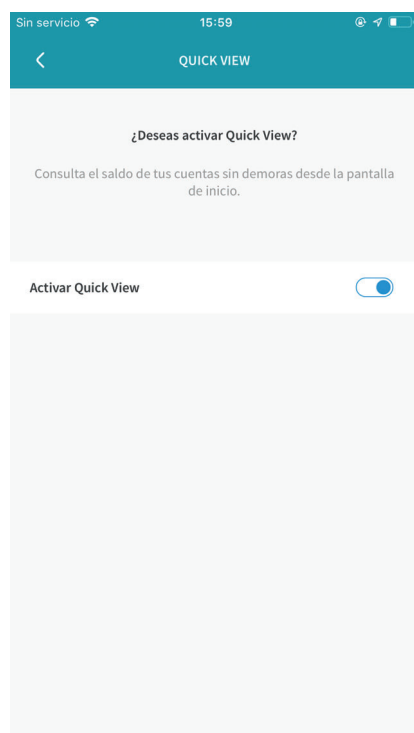 Sin servicio 15:59
QUICK VIEW
¿Deseas activar Quick View?
Consulta el saldo de tus cuentas sin demoras desde la pantalla
de inicio.
Activar Quick View